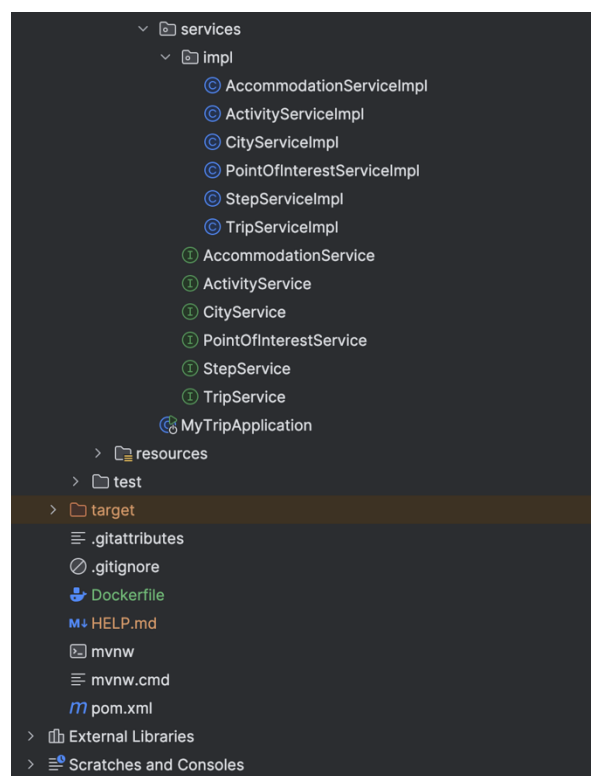 services
impl
AccommodationServiceImpl
ActivityServiceImpl
CityServiceImpl
PointOfInterestServiceImpl
StepServiceImpl
TripServiceImpl
AccommodationService
ActivityService
CityService
PointOfInterestService
StepService
TripService
MyTripApplication
resources
test
target
.gitattributes
.gitignore
Dockerfile
M↓ HELP.md
mvnw
mvnw.cmd
m pom.xml
External Libraries
Scratches and Consoles